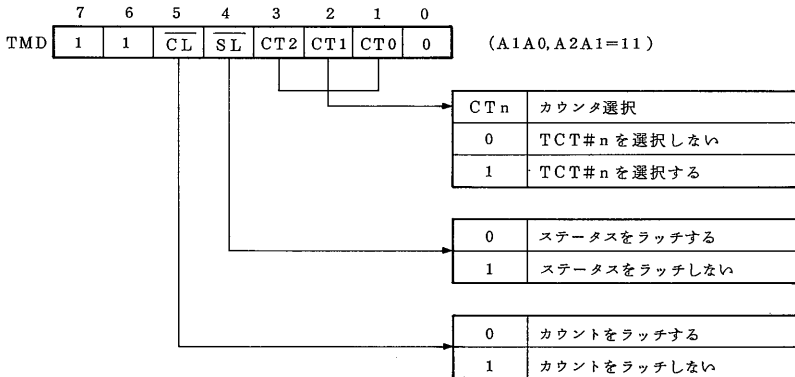 7 6 5 4 3 2 1 0
TMD 1 1 CL SL CT2 CT1 CT0 0 (A1A0,A2A1=11)
CTn カウンタ選択
0 TCT#nを選択しない
1 TCT#nを選択する
0 ステータスをラッチする
1 ステータスをラッチしない
0 カウントをラッチする
1 カウントをラッチしない